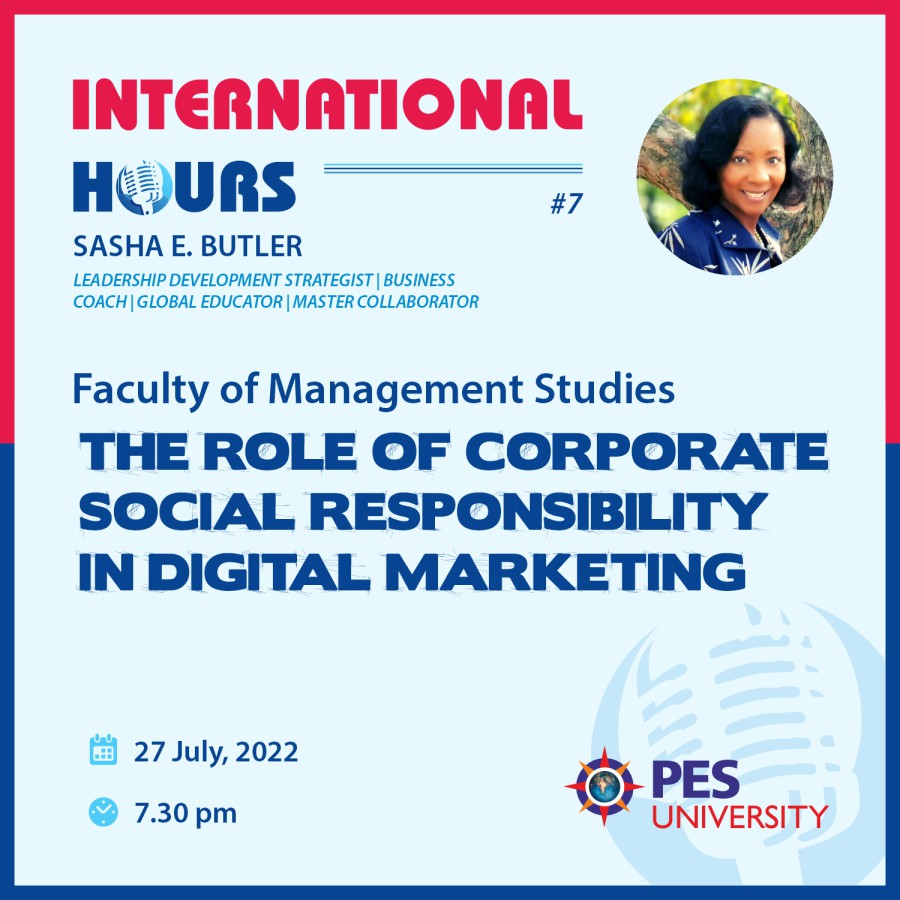 INTERNATIONAL
HOURS
#7
SASHA E. BUTLER
LEADERSHIP DEVELOPMENT STRATEGIST | BUSINESS
COACH | GLOBAL EDUCATOR | MASTER COLLABORATOR
Faculty of Management Studies
THE ROLE OF CORPORATE
SOCIAL RESPONSIBILITY
IN DIGITAL MARKETING
27 July, 2022
7.30 pm
PES
UNIVERSITY